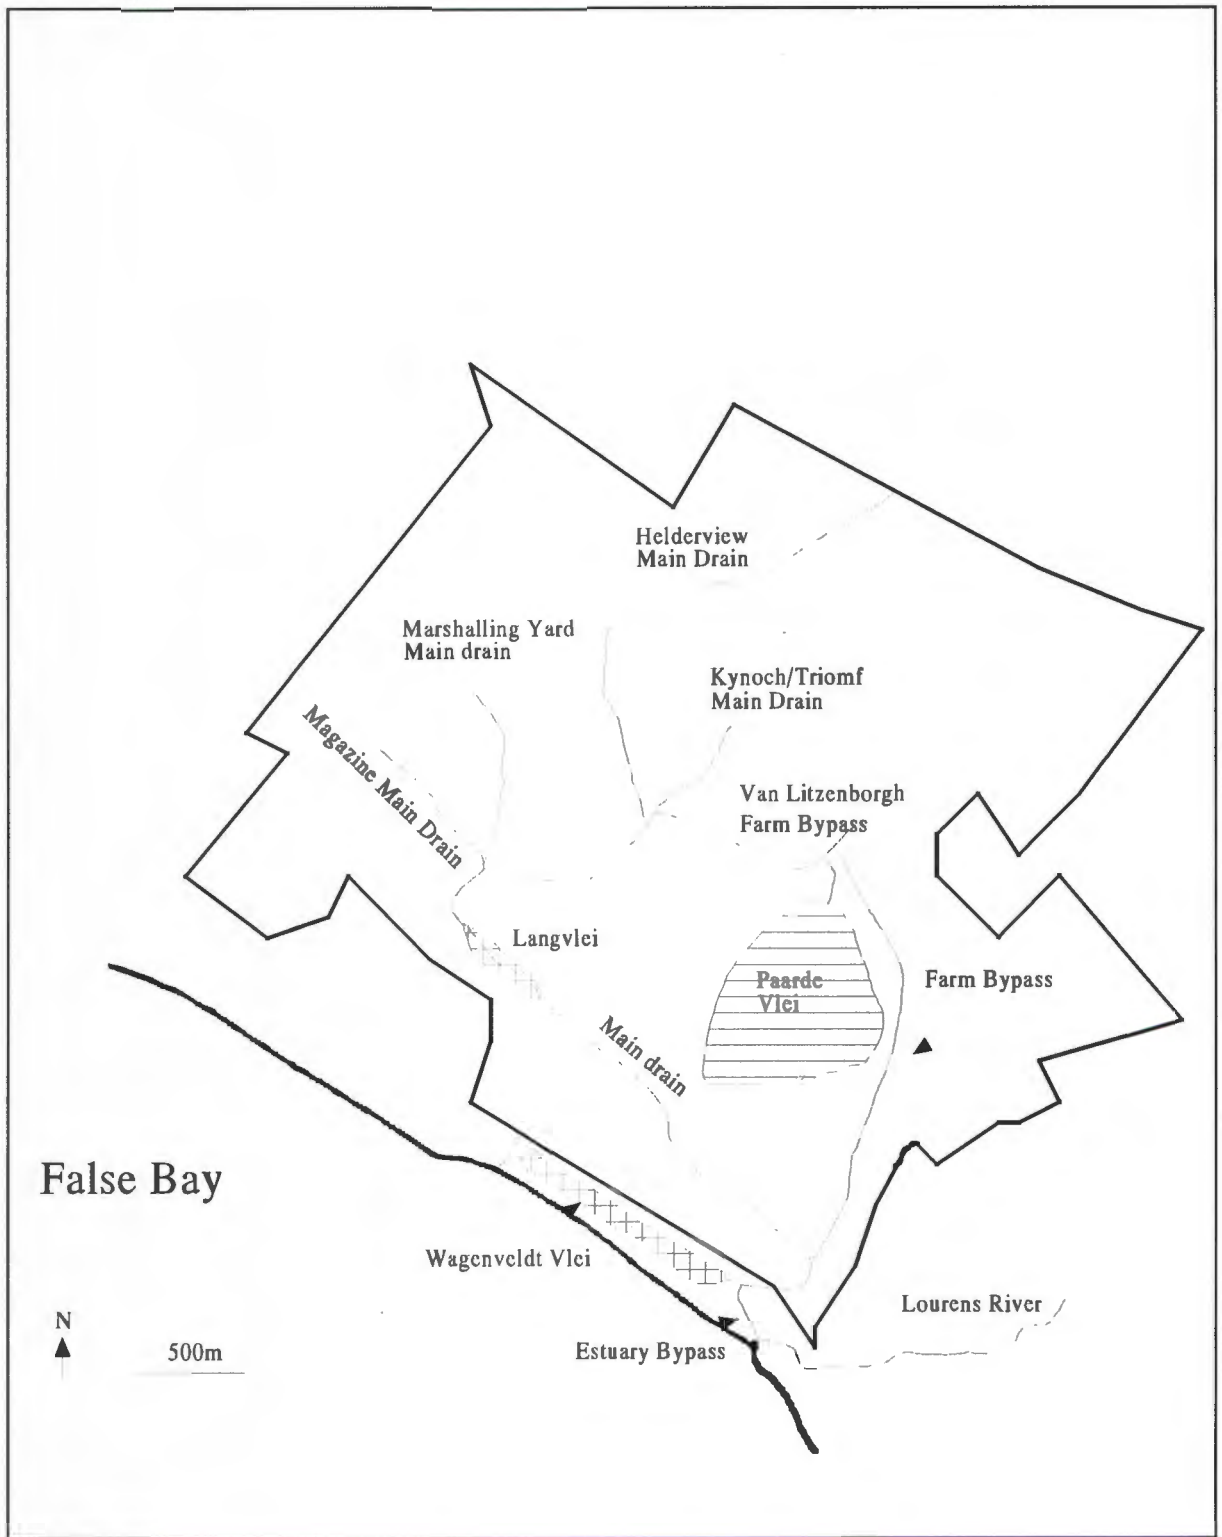 Helderview
Main Drain
Marshalling Yard
Main drain
Kynoch/Triomf
Main Drain
Magazine Main Drain
Van Litzenborgh
Farm Bypass
Langvlei
Paarde
Vlei
Farm Bypass
Main drain
False Bay
Wagenveldt Vlei
Lourens River
N
500m
Estuary Bypass